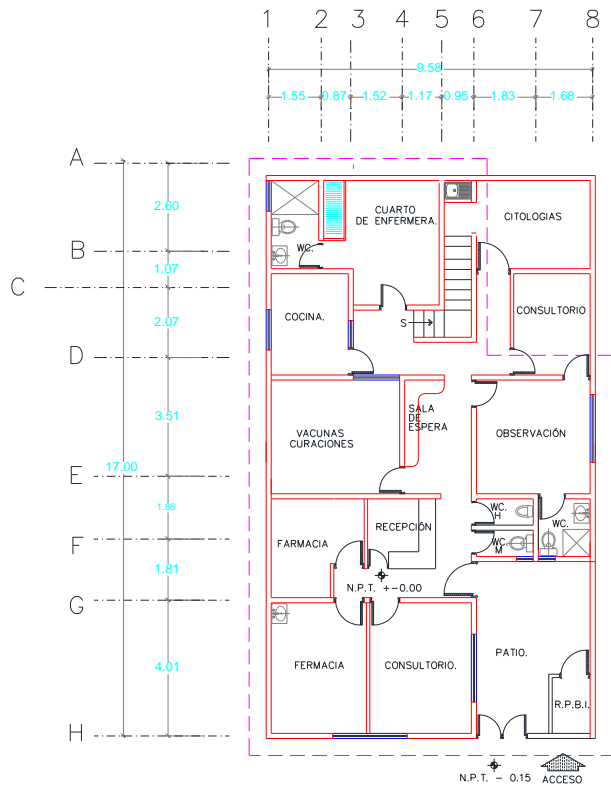 1 2 3 4 5 6 7 8
9.58
1.55 0.87 1.52 1.17 0.95 1.83 1.68
A
2.60
CUARTO
DE ENFERMERA.
CITOLOGIAS
B
WC.
1.07
C
COCINA.
CONSULTORIO
2.07
S
D
3.51
SALA
DE
ESPERA
VACUNAS
CURACIONES
OBSERVACIÓN
17.00
E
1.86
WC.
H
WC.
RECEPCIÓN
FARMACIA
F
WC.
M
1.81
N.P.T. +-0.00
G
4.01
FERMACIA
CONSULTORIO.
PATIO.
R.P.B.I.
H
N.P.T. - 0.15
ACCESO